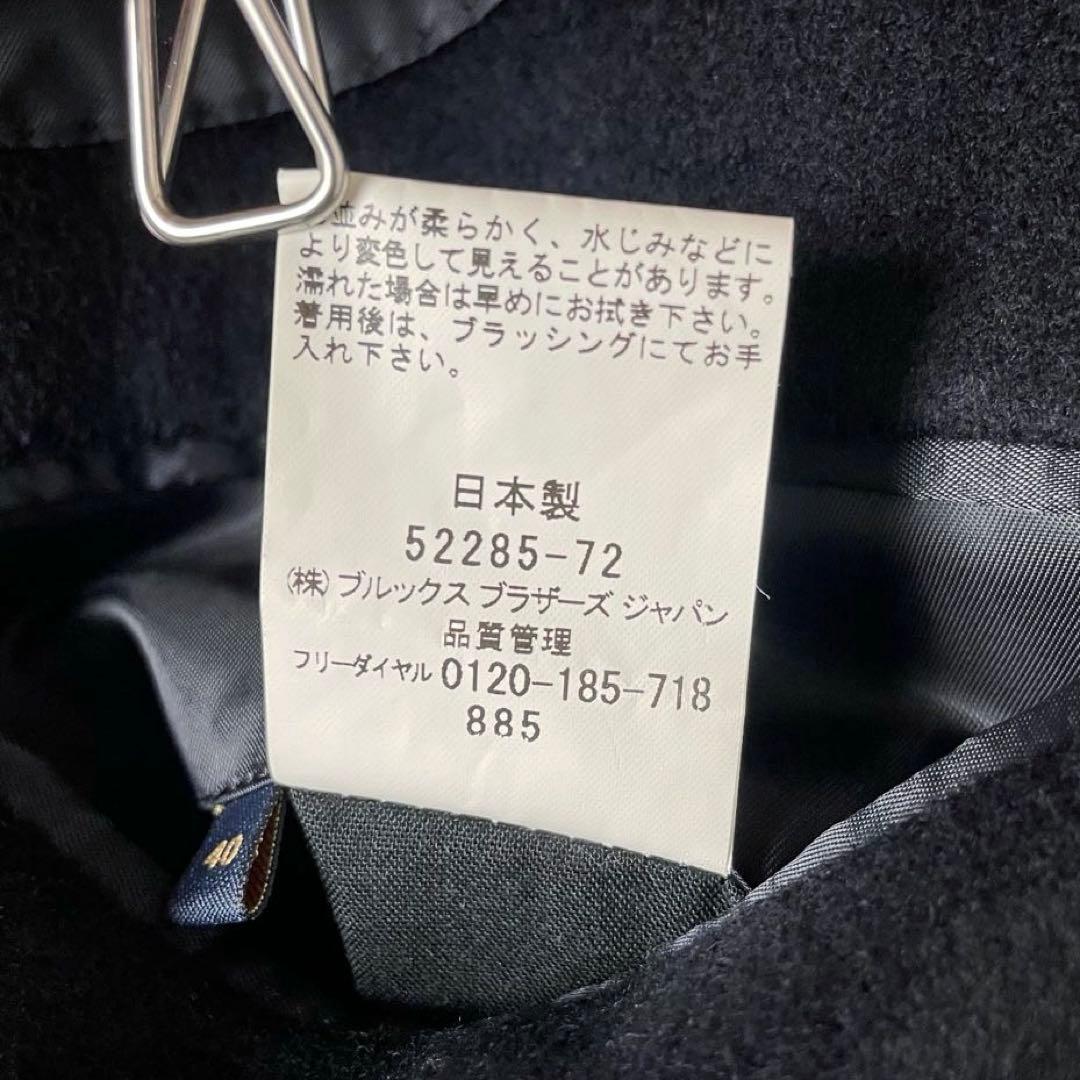 並みが柔らかく、水じみなどに
より変色して見えることがあります。
濡れた場合は早めにお拭き下さい。
着用後は、ブラッシングにてお手
入れ下さい。
日本製
52285-72
(株)ブルックス ブラザーズ ジャパン
品質管理
フリーダイヤル 0120-185-718
885
40